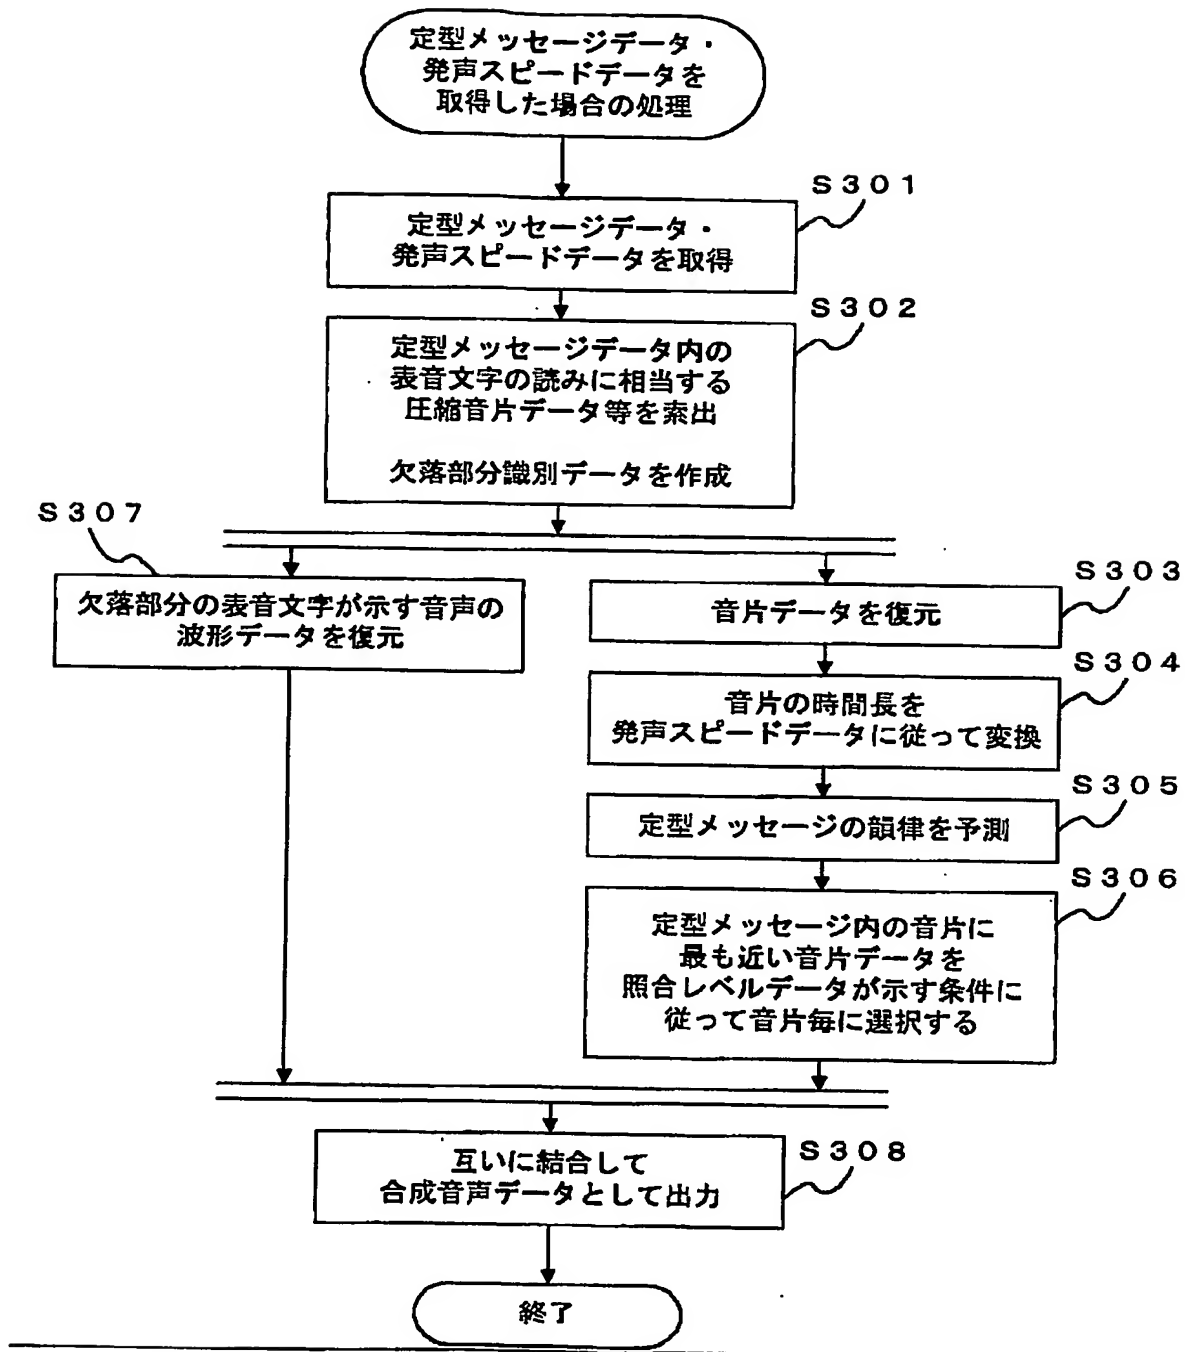 定型メッセージデータ・
発声スピードデータを
取得した場合の処理
S301
定型メッセージデータ・
発声スピードデータを取得
S302
定型メッセージデータ内の
表音文字の読みに相当する
圧縮音片データ等を索出
欠落部分識別データを作成
S307
欠落部分の表音文字が示す音声の
波形データを復元
S303
音片データを復元
S304
音片の時間長を
発声スピードデータに従って変換
S305
定型メッセージの韻律を予測
S306
定型メッセージ内の音片に
最も近い音片データを
照合レベルデータが示す条件に
従って音片毎に選択する
S308
互いに結合して
合成音声データとして出力
終了